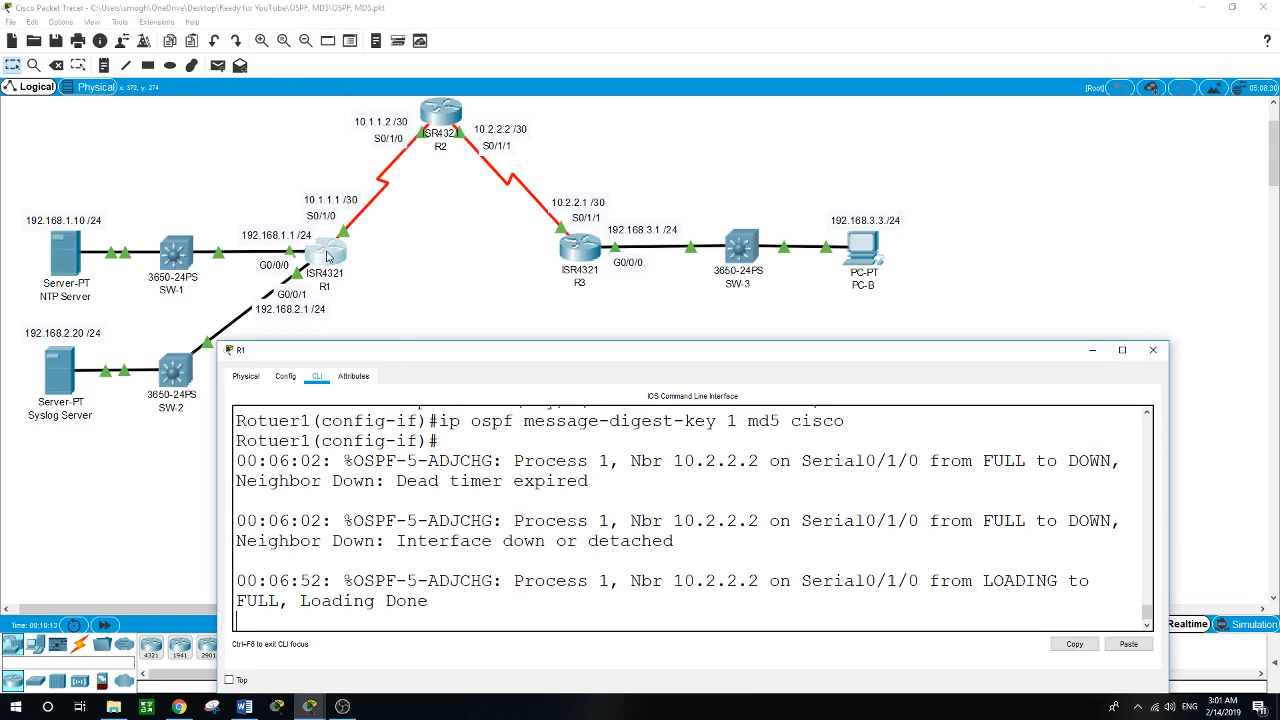 Cisco Packet Tracer - C:\Users\smogh\OneDrive\Desktop\Ready for YouTube\OSPF, MD5\OSPF, MD5.pkt
File Edit Options View Tools Extensions Help
?
Logical Physical x: 372, y: 274 [Root] 05:08:30
10.1.1.2 /30
S0/1/0
ISR4321
R2
10.2.2.2 /30
S0/1/1
10.1.1.1 /30
S0/1/0
10.2.2.1 /30
S0/1/1
192.168.1.10 /24
Server-PT
NTP Server
3650-24PS
SW-1
192.168.1.1 /24
G0/0/0
ISR4321
R1
G0/0/1
192.168.2.1 /24
ISR4321
R3
192.168.3.1 /24
G0/0/0
3650-24PS
SW-3
192.168.3.3 /24
PC-PT
PC-B
192.168.2.20 /24
Server-PT
Syslog Server
3650-24PS
SW-2
R1
Physical Config CLI Attributes
IOS Command Line Interface
Rotuer1(config-if)#ip ospf message-digest-key 1 md5 cisco
Rotuer1(config-if)#
00:06:02: %OSPF-5-ADJCHG: Process 1, Nbr 10.2.2.2 on Serial0/1/0 from FULL to DOWN,
Neighbor Down: Dead timer expired
00:06:02: %OSPF-5-ADJCHG: Process 1, Nbr 10.2.2.2 on Serial0/1/0 from FULL to DOWN,
Neighbor Down: Interface down or detached
00:06:52: %OSPF-5-ADJCHG: Process 1, Nbr 10.2.2.2 on Serial0/1/0 from LOADING to
FULL, Loading Done
Ctrl+F6 to exit CLI focus
Copy Paste
Top
Time: 00:10:13
Realtime Simulation
4321 1941 2901
ENG
3:01 AM
2/14/2019